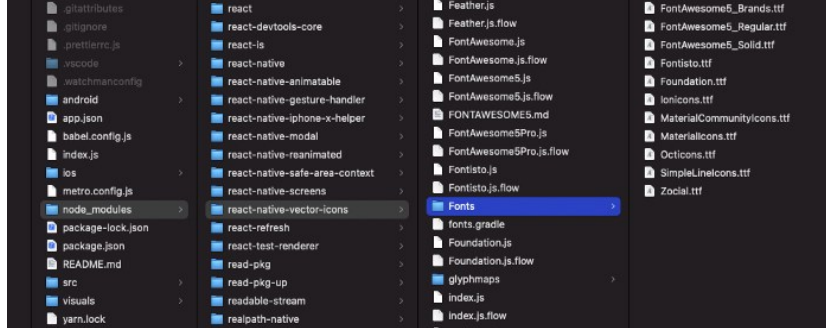 .gitattributes
.gitignore
.prettierrc.js
.vscode
.watchmanconfig
android
app.json
babel.config.js
index.js
ios
metro.config.js
node_modules
package-lock.json
package.json
README.md
src
visuals
yarn.lock
react
react-devtools-core
react-is
react-native
react-native-animatable
react-native-gesture-handler
react-native-iphone-x-helper
react-native-modal
react-native-reanimated
react-native-safe-area-context
react-native-screens
react-native-vector-icons
react-refresh
react-test-renderer
read-pkg
read-pkg-up
readable-stream
realpath-native
Feather.js
Feather.js.flow
FontAwesome.js
FontAwesome.js.flow
FontAwesome5.js
FontAwesome5.js.flow
FONTAWESOME5.md
FontAwesome5Pro.js
FontAwesome5Pro.js.flow
Fontisto.js
Fontisto.js.flow
Fonts
fonts.gradle
Foundation.js
Foundation.js.flow
glyphmaps
index.js
index.js.flow
FontAwesome5_Brands.ttf
FontAwesome5_Regular.ttf
FontAwesome5_Solid.ttf
Fontisto.ttf
Foundation.ttf
Ionicons.ttf
MaterialCommunityIcons.ttf
MaterialIcons.ttf
Octicons.ttf
SimpleLineIcons.ttf
Zocial.ttf